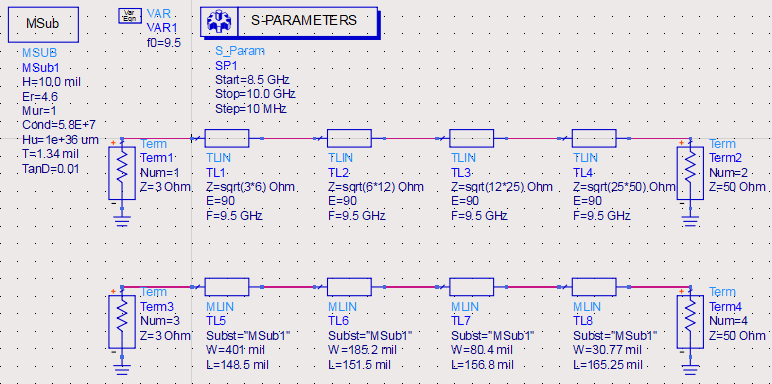 MSub
MSUB
MSub1
H=10.0 mil
Er=4.6
Mur=1
Cond=5.8E+7
Hu=1e+36 um
T=1.34 mil
TanD=0.01
Var
Eqn
VAR
VAR1
f0=9.5
S-PARAMETERS
S_Param
SP1
Start=8.5 GHz
Stop=10.0 GHz
Step=10 MHz
Term
Term1
Num=1
Z=3 Ohm
TLIN
TL1
Z=sqrt(3*6) Ohm
E=90
F=9.5 GHz
TLIN
TL2
Z=sqrt(6*12) Ohm
E=90
F=9.5 GHz
TLIN
TL3
Z=sqrt(12*25) Ohm
E=90
F=9.5 GHz
TLIN
TL4
Z=sqrt(25*50) Ohm
E=90
F=9.5 GHz
Term
Term2
Num=2
Z=50 Ohm
Term
Term3
Num=3
Z=3 Ohm
MLIN
TL5
Subst="MSub1"
W=401 mil
L=148.5 mil
MLIN
TL6
Subst="MSub1"
W=185.2 mil
L=151.5 mil
MLIN
TL7
Subst="MSub1"
W=80.4 mil
L=156.8 mil
MLIN
TL8
Subst="MSub1"
W=30.77 mil
L=165.25 mil
Term
Term4
Num=4
Z=50 Ohm